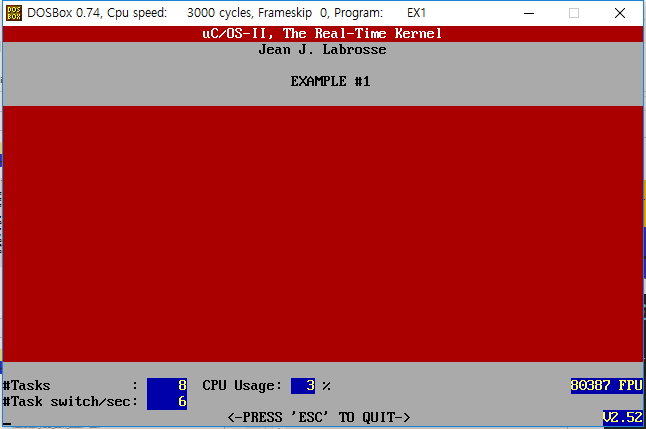 DOSBox 0.74, Cpu speed: 3000 cycles, Frameskip 0, Program: EX1
uC/OS-II, The Real-Time Kernel
Jean J. Labrosse
EXAMPLE #1
#Tasks : 8 CPU Usage: 3 % 80387 FPU
#Task switch/sec: 6
<-PRESS 'ESC' TO QUIT-> V2.52